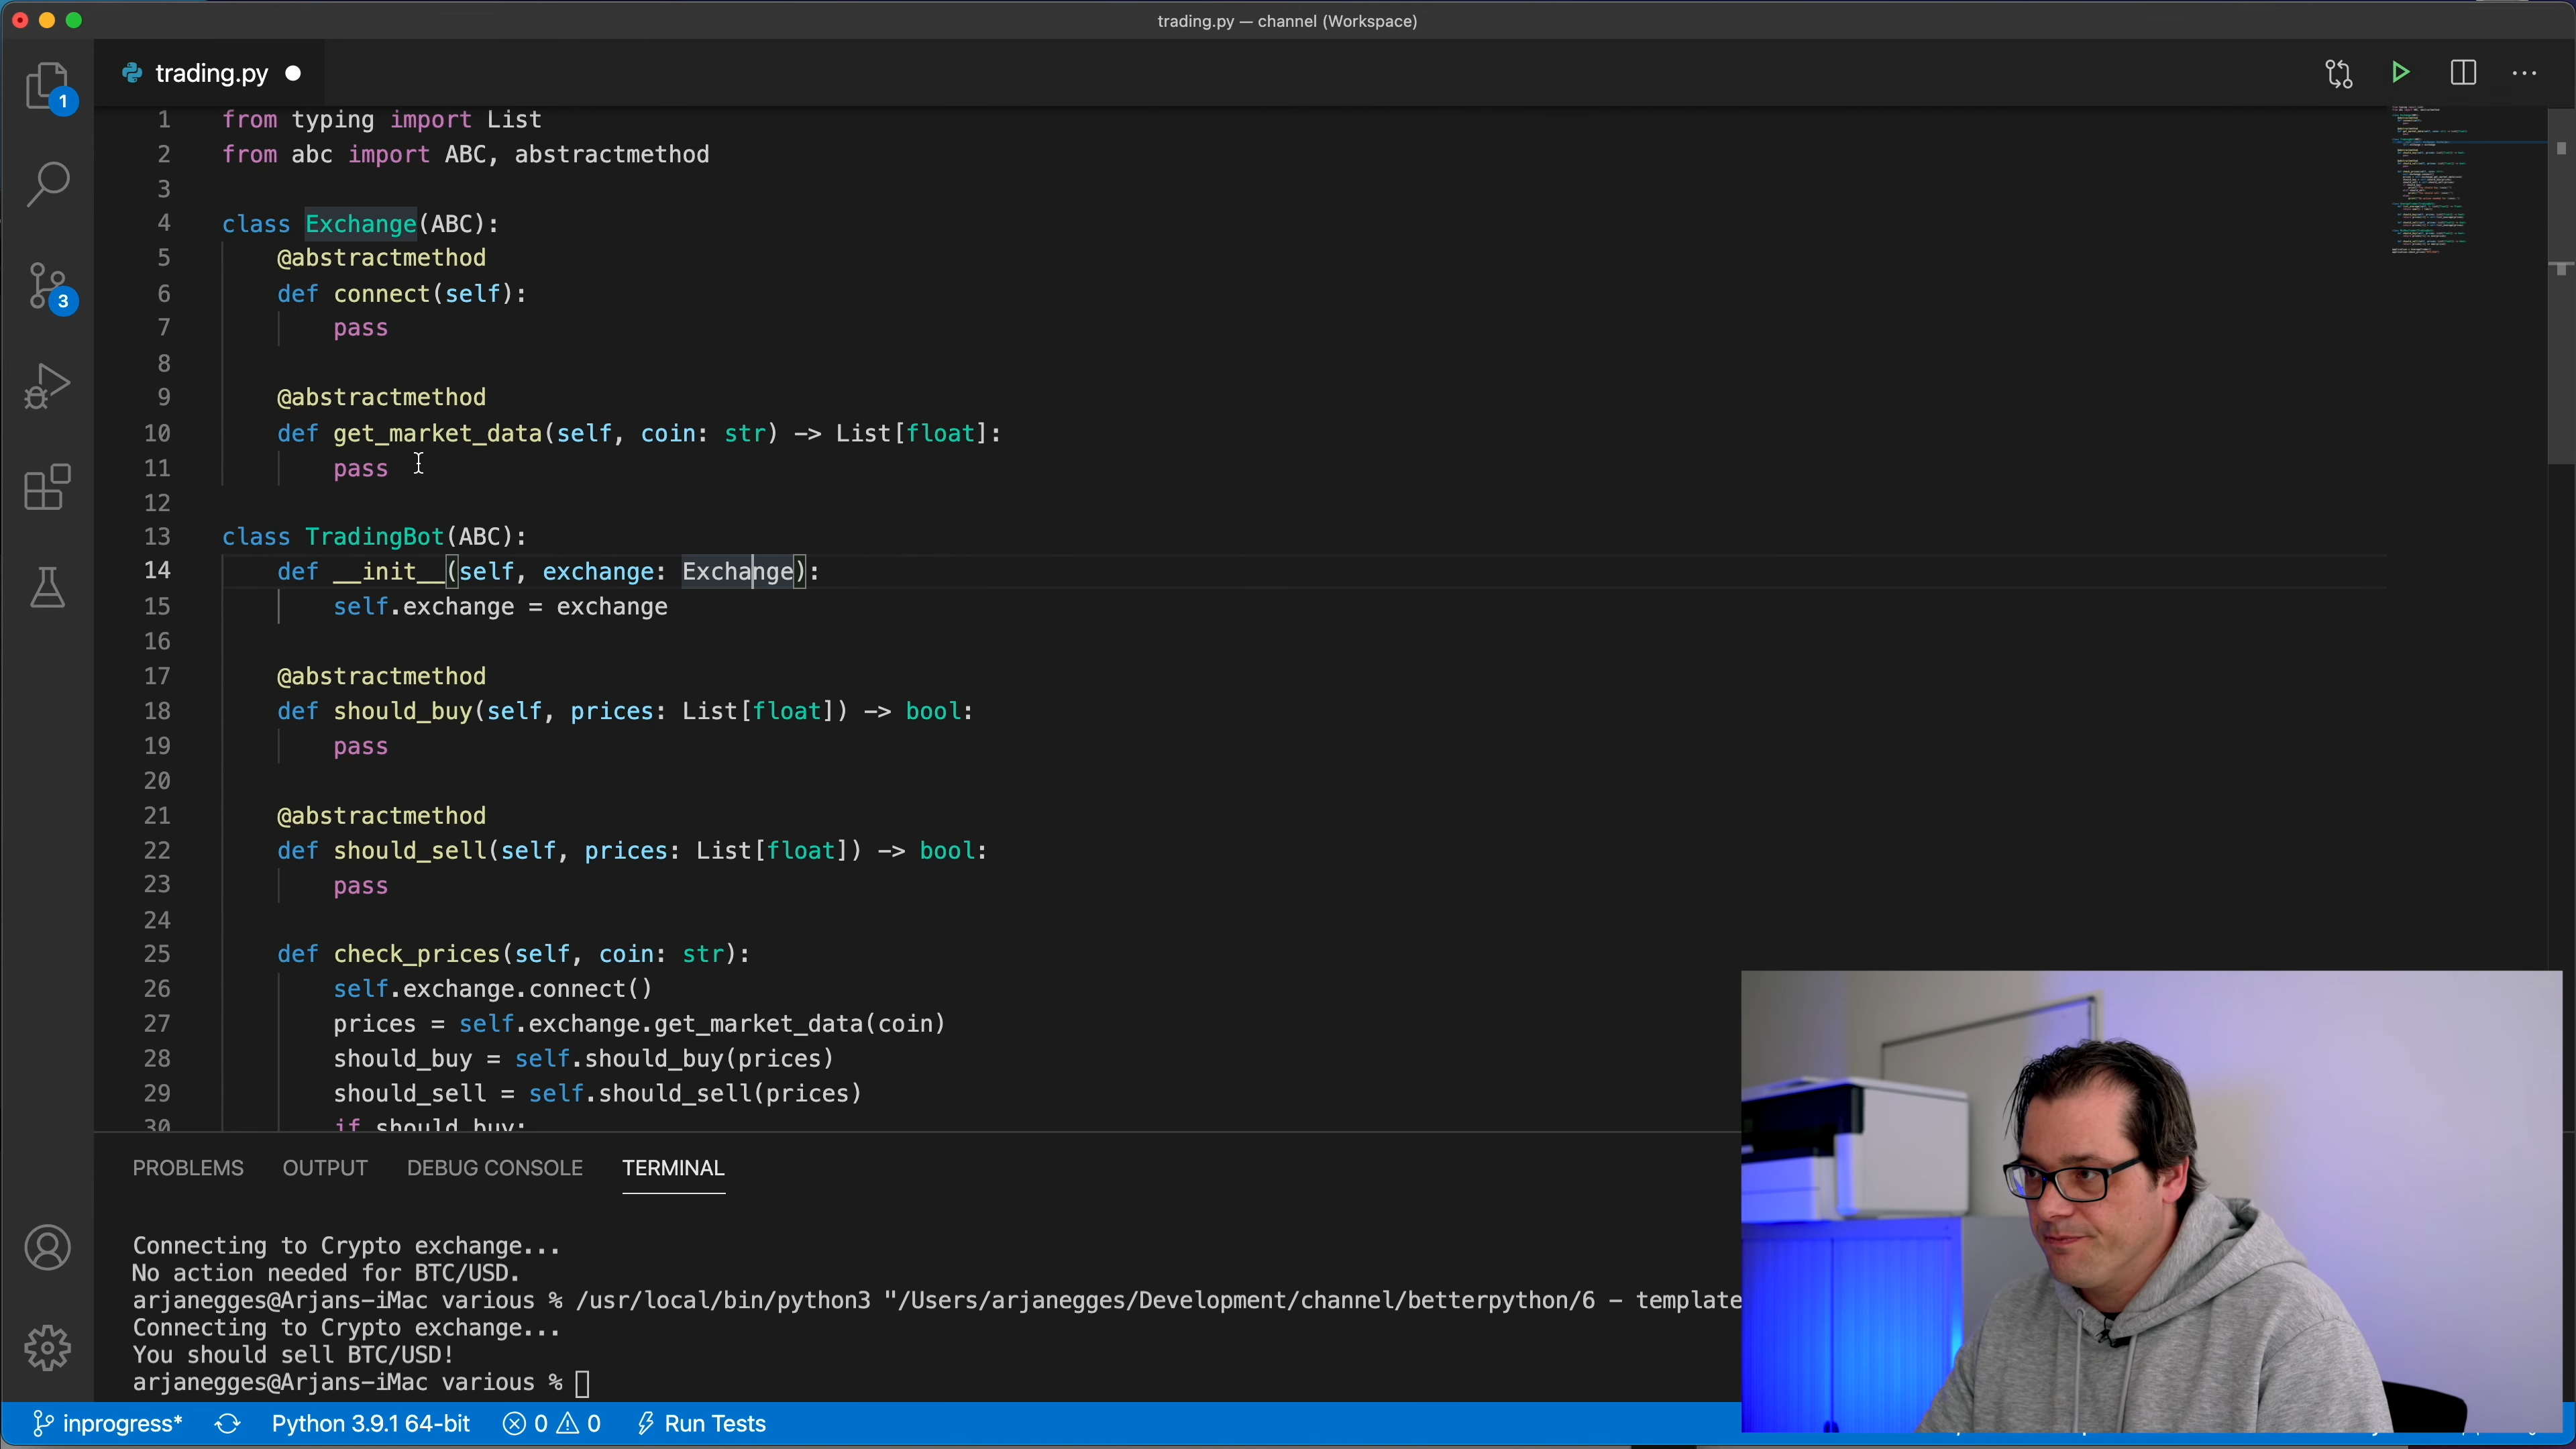 trading.py — channel (Workspace)
trading.py
1 from typing import List
2 from abc import ABC, abstractmethod
3
4 class Exchange(ABC):
5 @abstractmethod
6 def connect(self):
7 pass
8
9 @abstractmethod
10 def get_market_data(self, coin: str) -> List[float]:
11 pass
12
13 class TradingBot(ABC):
14 def __init__(self, exchange: Exchange):
15 self.exchange = exchange
16
17 @abstractmethod
18 def should_buy(self, prices: List[float]) -> bool:
19 pass
20
21 @abstractmethod
22 def should_sell(self, prices: List[float]) -> bool:
23 pass
24
25 def check_prices(self, coin: str):
26 self.exchange.connect()
27 prices = self.exchange.get_market_data(coin)
28 should_buy = self.should_buy(prices)
29 should_sell = self.should_sell(prices)
30 if should_buy:
1
3
PROBLEMS OUTPUT DEBUG CONSOLE TERMINAL
Connecting to Crypto exchange...
No action needed for BTC/USD.
arjanegges@Arjans-iMac various % /usr/local/bin/python3 "/Users/arjanegges/Development/channel/betterpython/6 - template
Connecting to Crypto exchange...
You should sell BTC/USD!
arjanegges@Arjans-iMac various %
inprogress* Python 3.9.1 64-bit 0 0 Run Tests